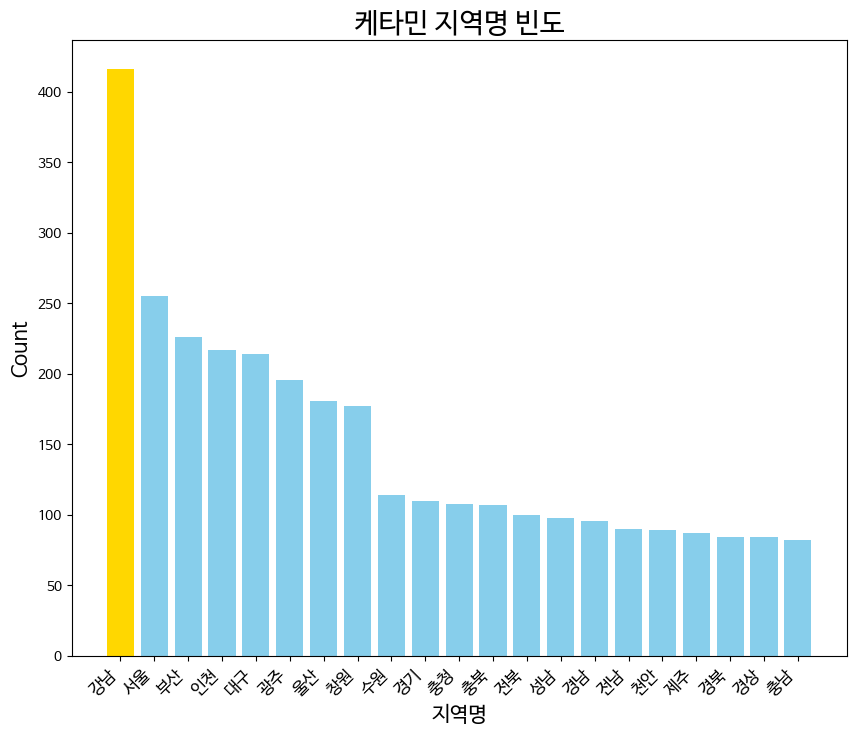 케타민 지역명 빈도
Count
400
350
300
250
200
150
100
50
0
강남
서울
부산
인천
대구
광주
울산
창원
수원
경기
충청
충북
전북
성남
경남
전남
천안
제주
경북
경상
충남
지역명